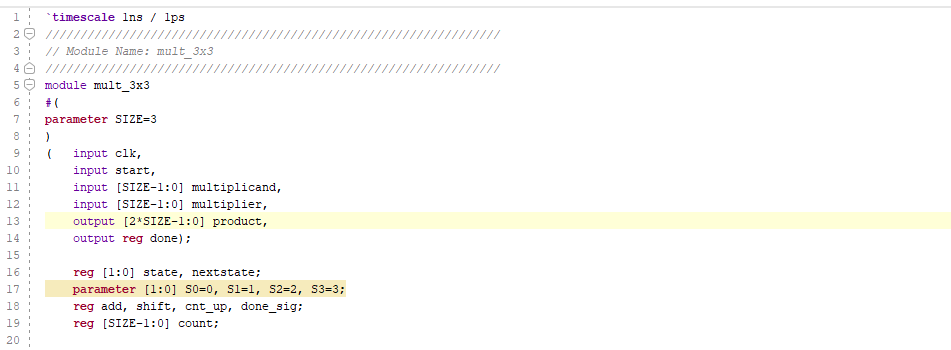 1 `timescale 1ns / 1ps
2 /////////////////////////////////////////////////////////////////
3 // Module Name: mult_3x3
4 /////////////////////////////////////////////////////////////////
5 module mult_3x3
6 #(
7 parameter SIZE=3
8 )
9 (   input clk,
10     input start,
11     input [SIZE-1:0] multiplicand,
12     input [SIZE-1:0] multiplier,
13     output [2*SIZE-1:0] product,
14     output reg done);
15
16     reg [1:0] state, nextstate;
17     parameter [1:0] S0=0, S1=1, S2=2, S3=3;
18     reg add, shift, cnt_up, done_sig;
19     reg [SIZE-1:0] count;
20